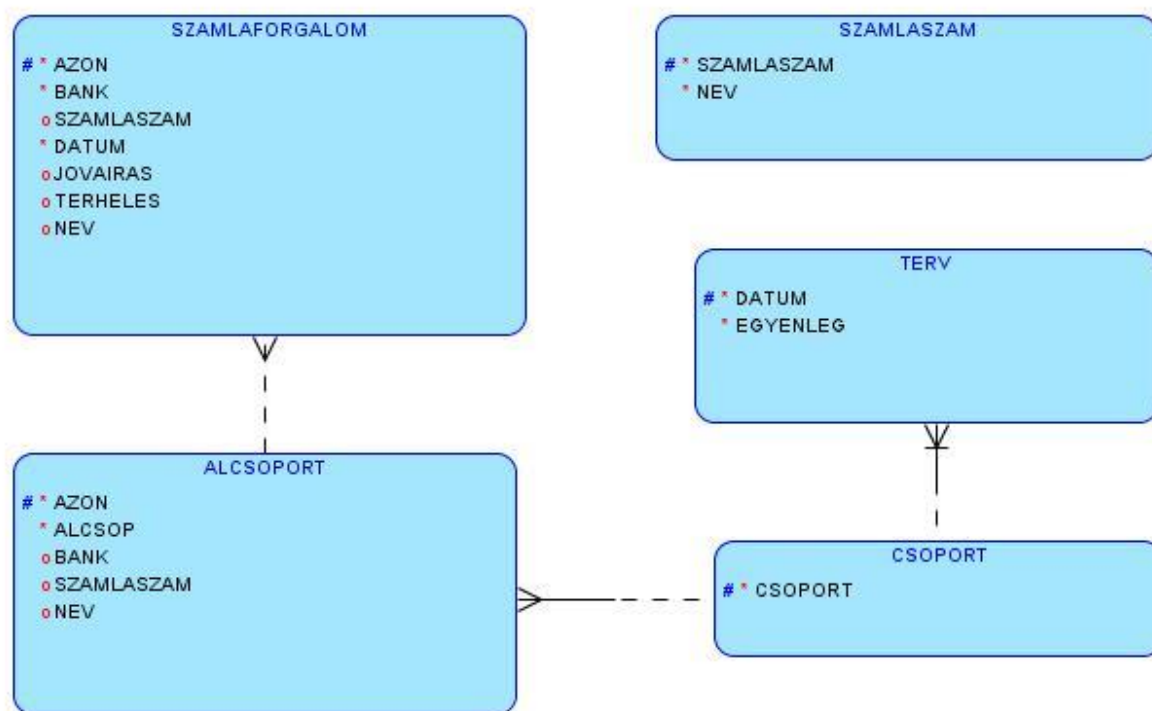 SZAMLAFORGALOM
# * AZON
* BANK
o SZAMLASZAM
* DATUM
o JOVAIRAS
o TERHELES
o NEV
SZAMLASZAM
# * SZAMLASZAM
* NEV
TERV
# * DATUM
* EGYENLEG
ALCSOPORT
# * AZON
* ALCSOP
o BANK
o SZAMLASZAM
o NEV
CSOPORT
# * CSOPORT